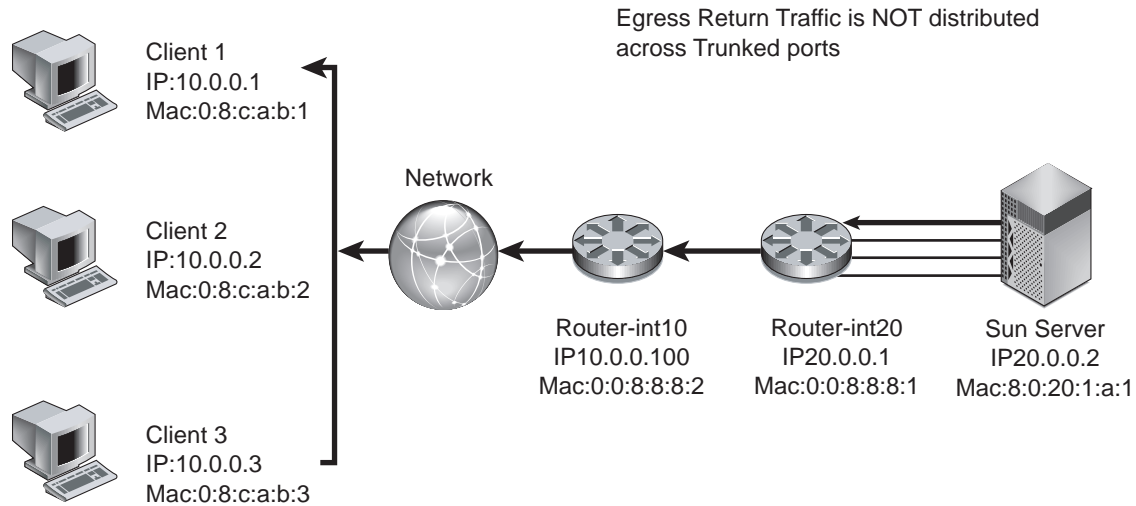 Egress Return Traffic is NOT distributed
across Trunked ports
Client 1
IP:10.0.0.1
Mac:0:8:c:a:b:1
Client 2
IP:10.0.0.2
Mac:0:8:c:a:b:2
Client 3
IP:10.0.0.3
Mac:0:8:c:a:b:3
Network
Router-int10
IP10.0.0.100
Mac:0:0:8:8:8:2
Router-int20
IP20.0.0.1
Mac:0:0:8:8:8:1
Sun Server
IP20.0.0.2
Mac:8:0:20:1:a:1